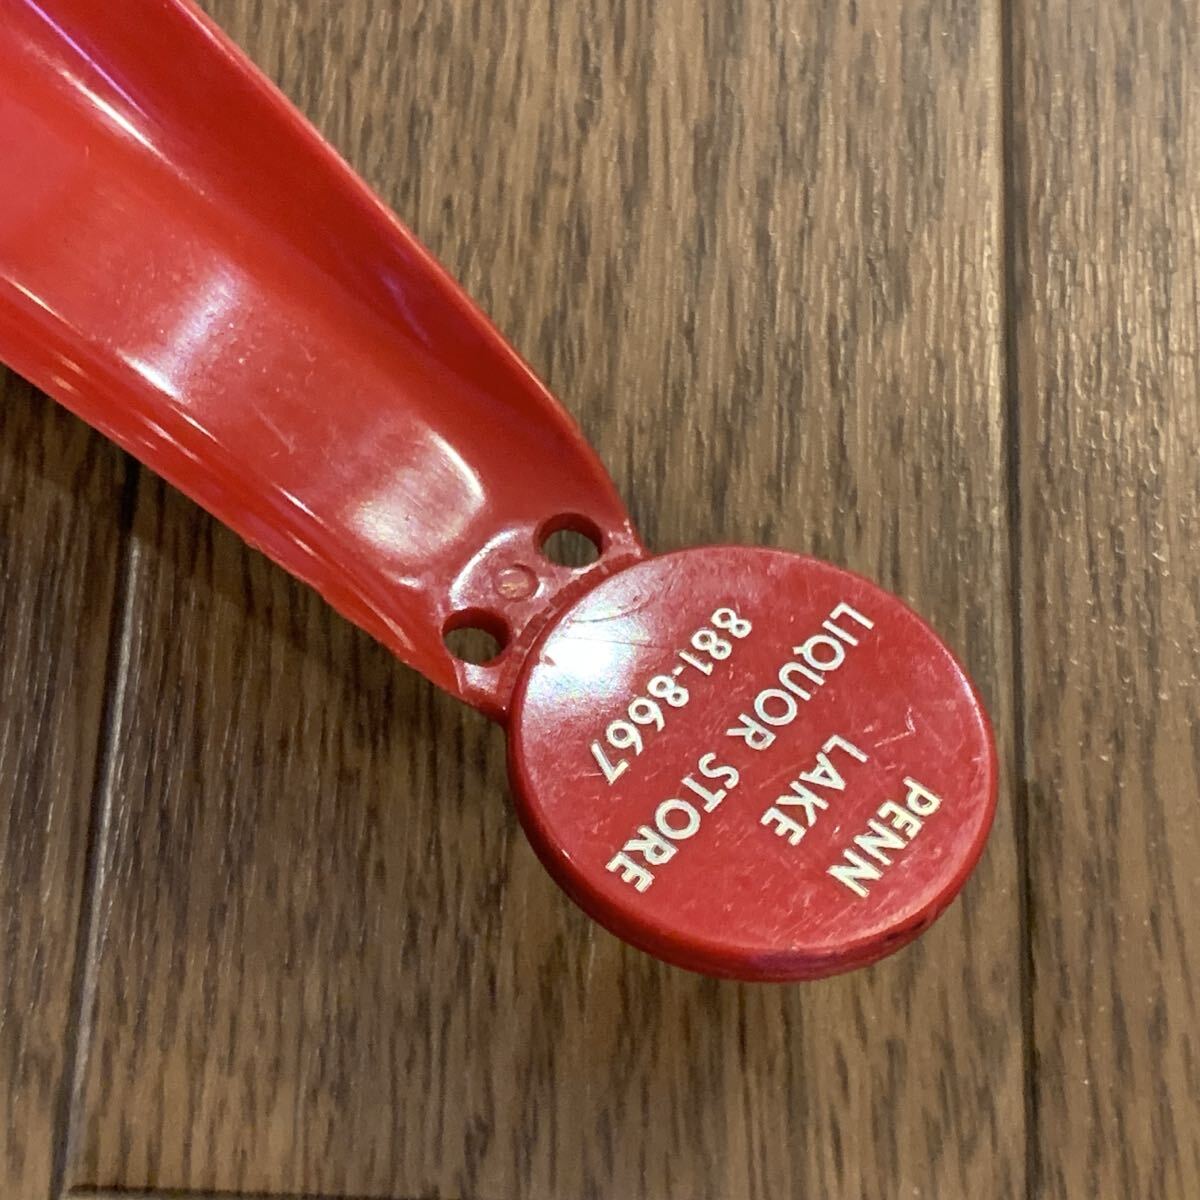 PENN
LAKE
LIQUOR STORE
881-8667